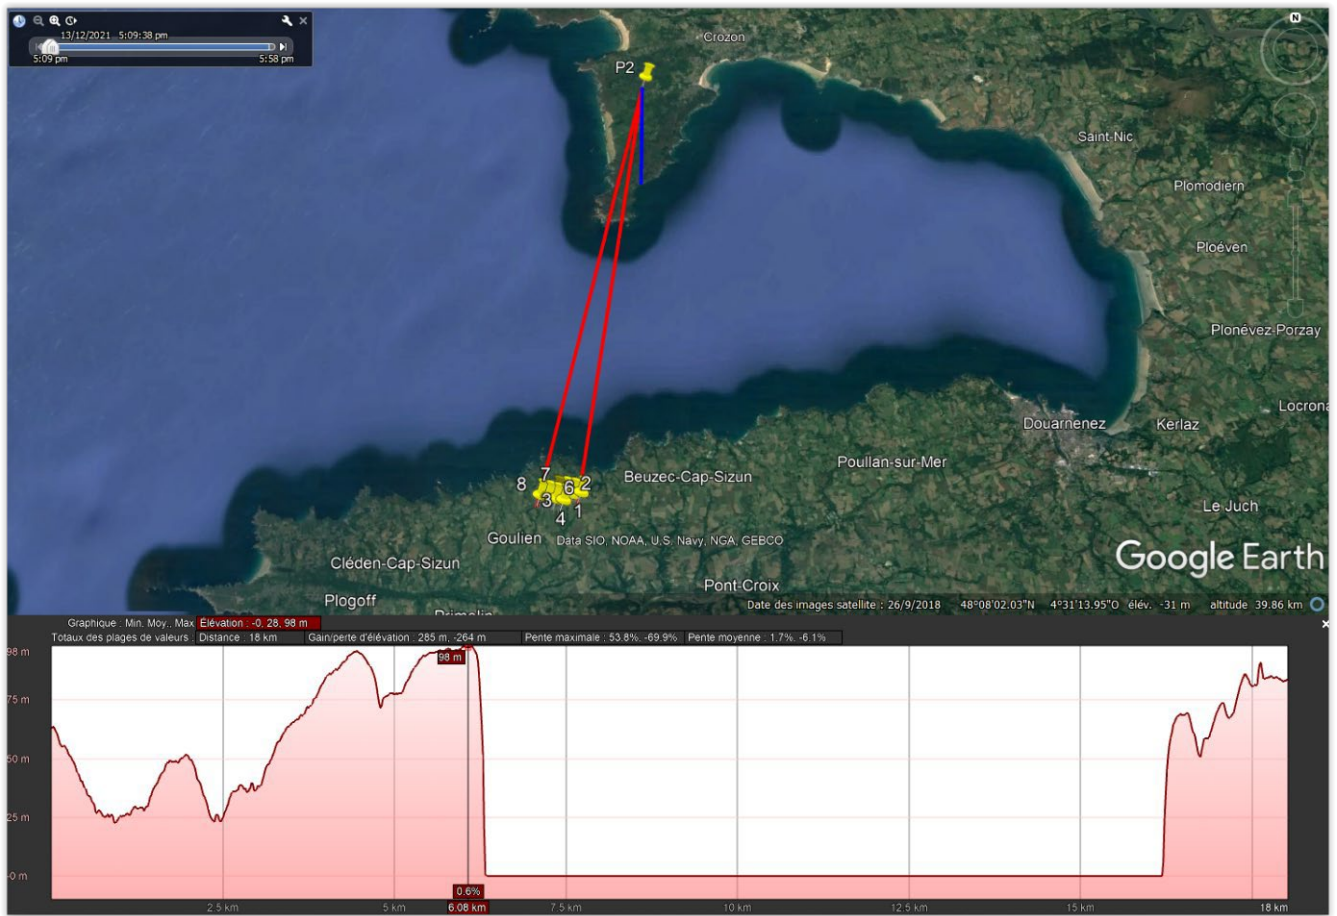 13/12/2021 5:09:38 pm
5:09 pm 5:58 pm
N
Crozon
P2
Saint-Nic
Plomodiern
Ploéven
Plonévez-Porzay
Locrona
Douarnenez
Kerlaz
Poullan-sur-Mer
Beuzec-Cap-Sizun
7
8 6 2
3
4 1
Le Juch
Goulien Data SIO, NOAA, U.S. Navy, NGA, GEBCO
Google Earth
Cléden-Cap-Sizun
Pont-Croix
Plogoff
Primelin
Date des images satellite : 26/9/2018 48°08'02.03"N 4°31'13.95"O élév. -31 m altitude 39.86 km
Graphique : Min. Moy., Max Élévation : -0, 28, 98 m
Totaux des plages de valeurs : Distance : 18 km Gain/perte d'élévation : 285 m, -264 m Pente maximale : 53.8%, -69.9% Pente moyenne : 1.7%, -6.1%
98 m
98 m
75 m
50 m
25 m
-0 m
0.6%
2.5 km 5 km 6.08 km 7.5 km 10 km 12.5 km 15 km 18 km